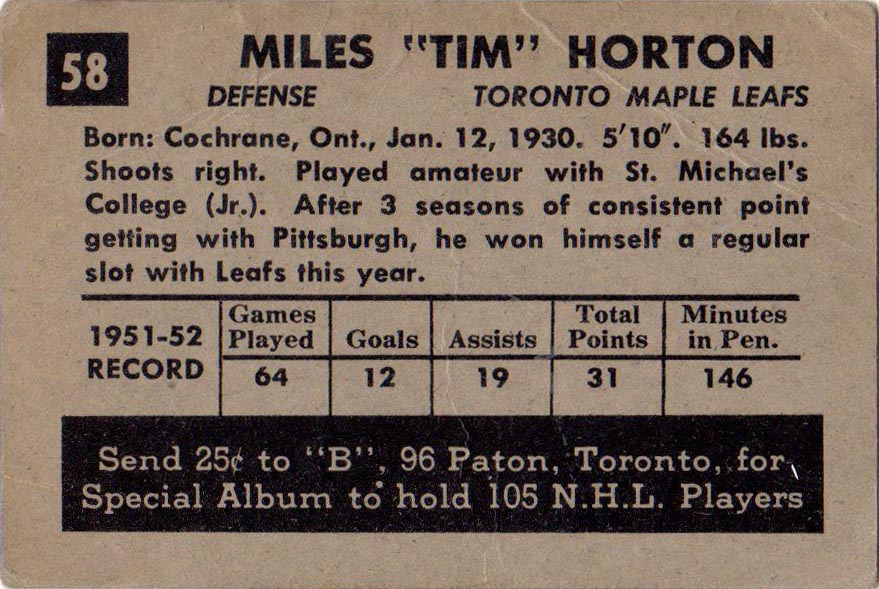 58
MILES "TIM" HORTON
DEFENSE TORONTO MAPLE LEAFS
Born: Cochrane, Ont., Jan. 12, 1930. 5'10". 164 lbs.
Shoots right. Played amateur with St. Michael's
College (Jr.). After 3 seasons of consistent point
getting with Pittsburgh, he won himself a regular
slot with Leafs this year.
1951-52 RECORD
Games Played Goals Assists Total Points Minutes in Pen.
64 12 19 31 146
Send 25¢ to "B", 96 Paton, Toronto, for
Special Album to hold 105 N.H.L. Players